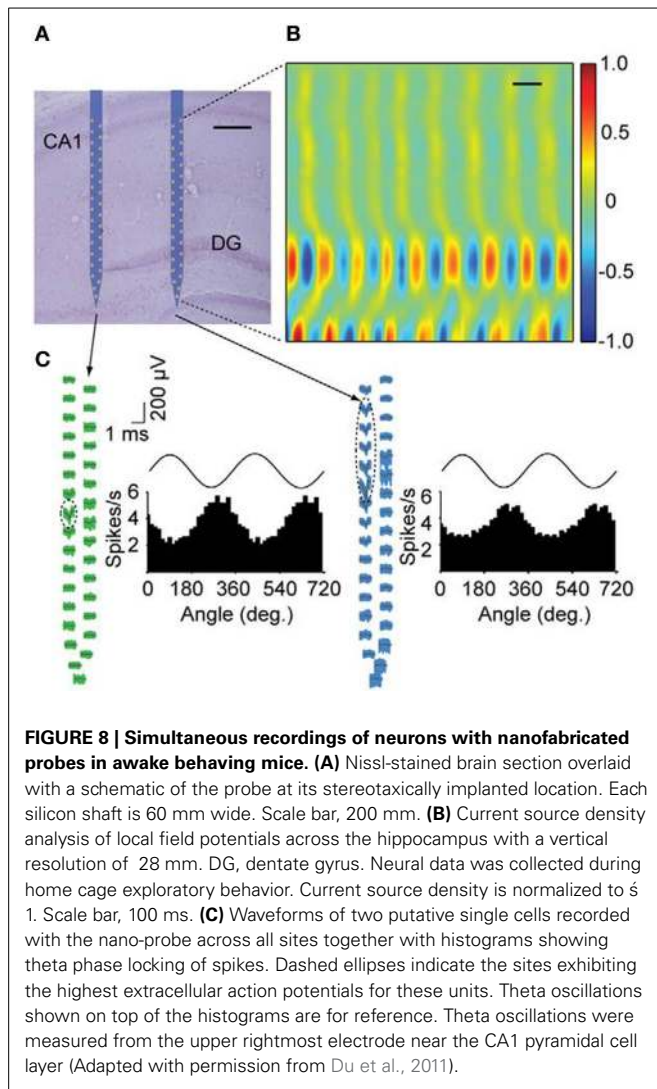 A
B
CA1
DG
1.0
0.5
0
-0.5
-1.0
C
200 µV
1 ms
Spikes/s
6
4
2
0 180 360 540 720
Angle (deg.)
Spikes/s
6
4
2
0 180 360 540 720
Angle (deg.)
FIGURE 8 | Simultaneous recordings of neurons with nanofabricated
probes in awake behaving mice. (A) Nissl-stained brain section overlaid
with a schematic of the probe at its stereotaxically implanted location. Each
silicon shaft is 60 mm wide. Scale bar, 200 mm. (B) Current source density
analysis of local field potentials across the hippocampus with a vertical
resolution of 28 mm. DG, dentate gyrus. Neural data was collected during
home cage exploratory behavior. Current source density is normalized to ś
1. Scale bar, 100 ms. (C) Waveforms of two putative single cells recorded
with the nano-probe across all sites together with histograms showing
theta phase locking of spikes. Dashed ellipses indicate the sites exhibiting
the highest extracellular action potentials for these units. Theta oscillations
shown on top of the histograms are for reference. Theta oscillations were
measured from the upper rightmost electrode near the CA1 pyramidal cell
layer (Adapted with permission from Du et al., 2011).